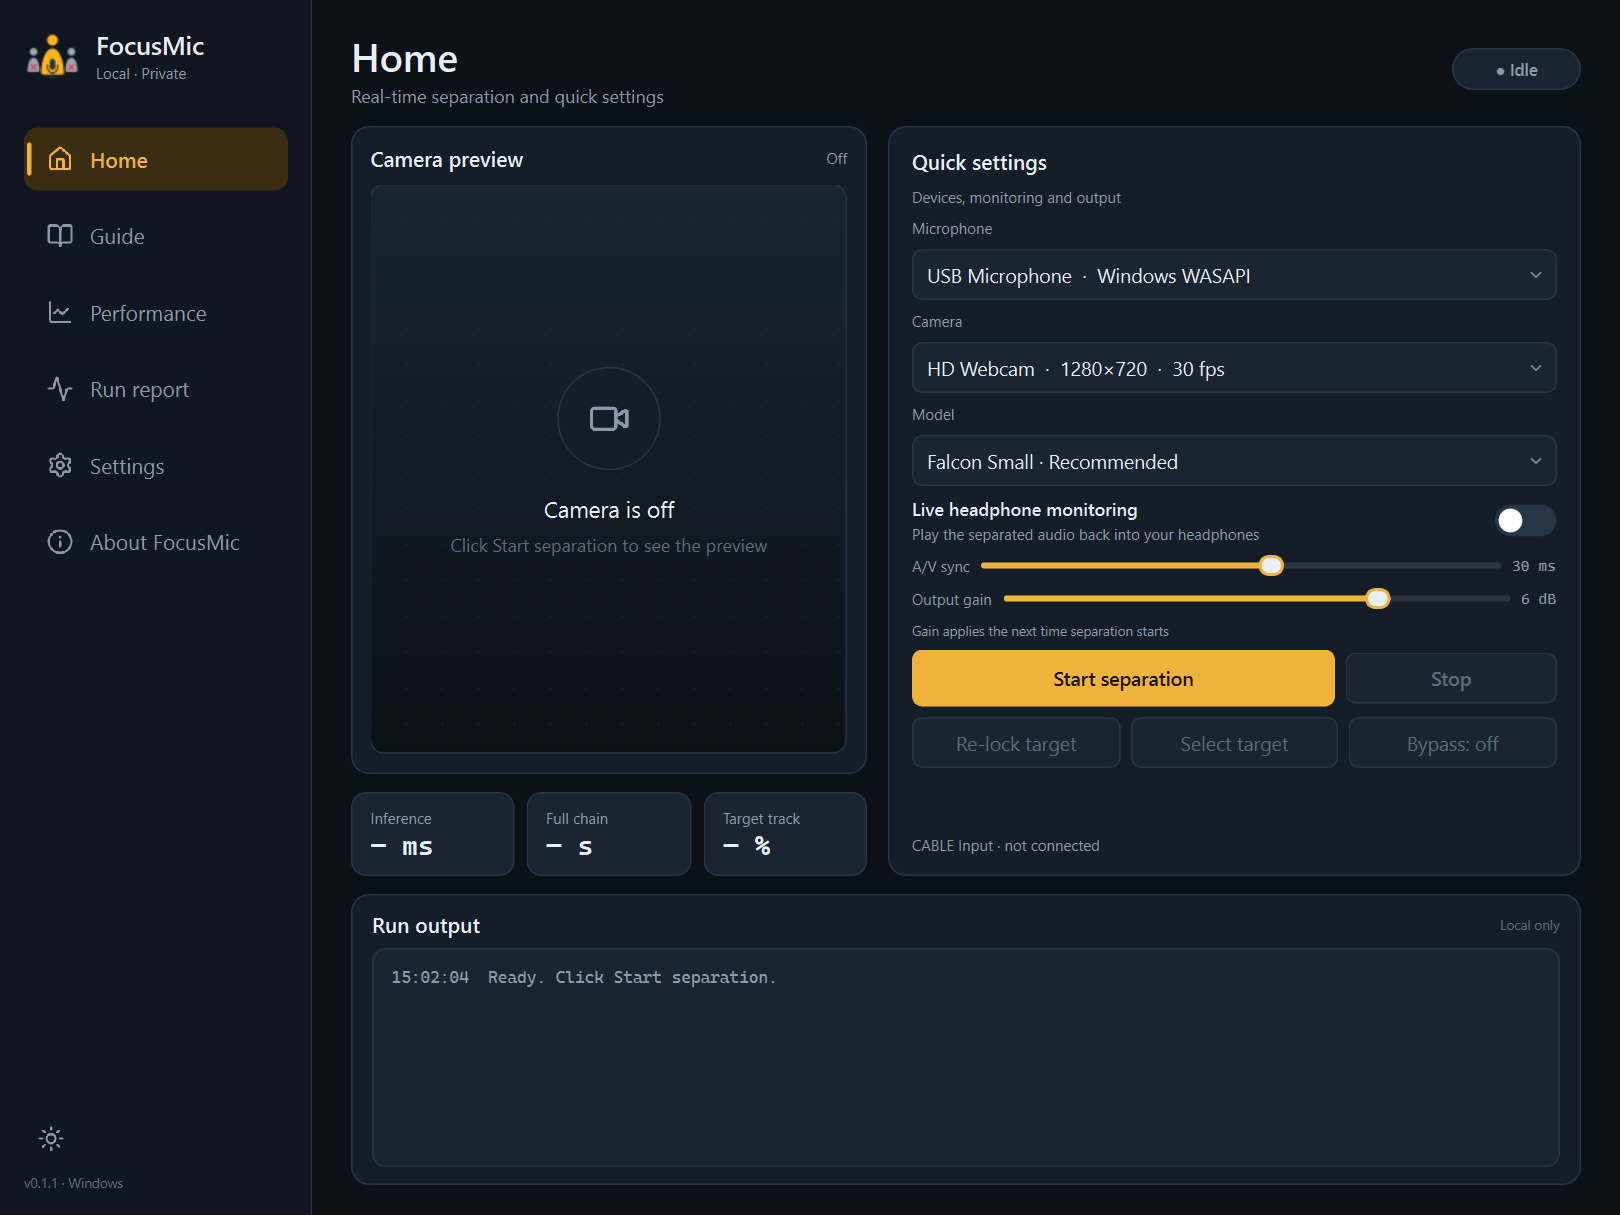 FocusMic
Local · Private
Home
Guide
Performance
Run report
Settings
About FocusMic
v0.1.1 · Windows
Home
Real-time separation and quick settings
● Idle
Camera preview
Off
Camera is off
Click Start separation to see the preview
Inference
– ms
Full chain
– s
Target track
– %
Quick settings
Devices, monitoring and output
Microphone
USB Microphone · Windows WASAPI
Camera
HD Webcam · 1280×720 · 30 fps
Model
Falcon Small · Recommended
Live headphone monitoring
Play the separated audio back into your headphones
A/V sync 30 ms
Output gain 6 dB
Gain applies the next time separation starts
Start separation
Stop
Re-lock target
Select target
Bypass: off
CABLE Input · not connected
Run output
Local only
15:02:04 Ready. Click Start separation.